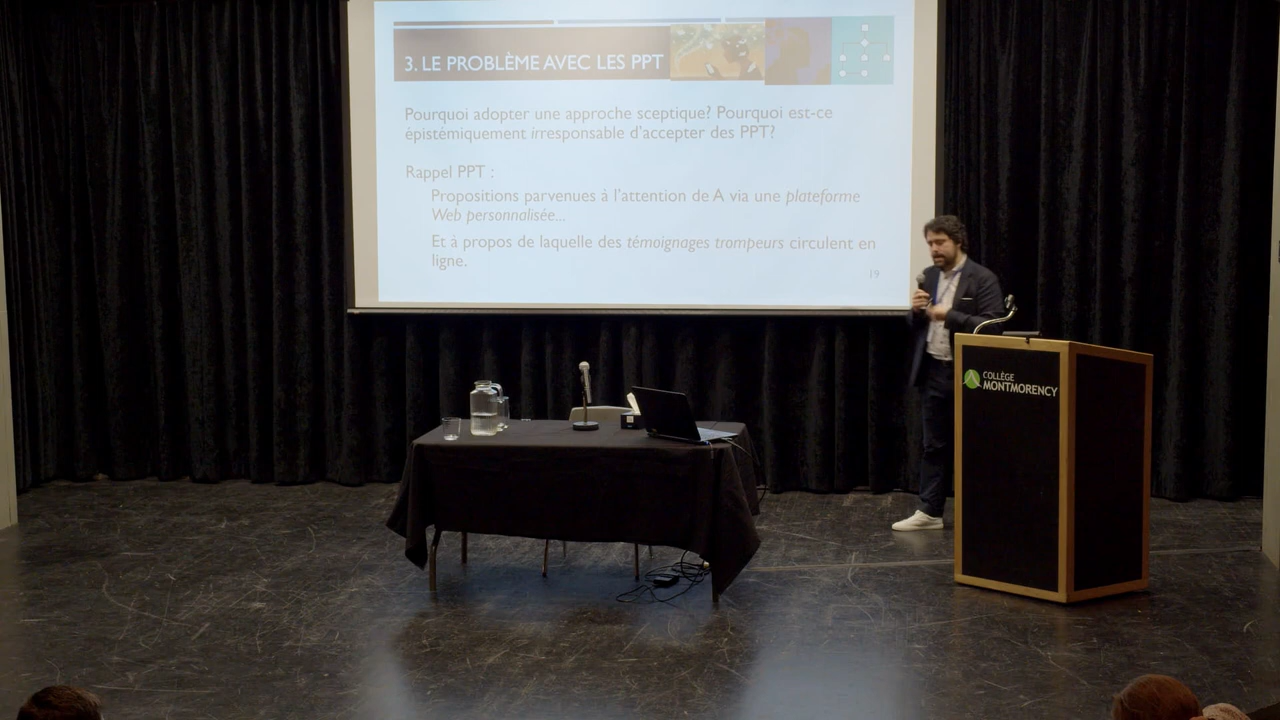 3. LE PROBLÈME AVEC LES PPT
Pourquoi adopter une approche sceptique? Pourquoi est-ce
épistémiquement irresponsable d'accepter des PPT?
Rappel PPT :
Propositions parvenues à l'attention de A via une plateforme
Web personnalisée...
Et à propos de laquelle des témoignages trompeurs circulent en
ligne.
19
COLLÈGE
MONTMORENCY